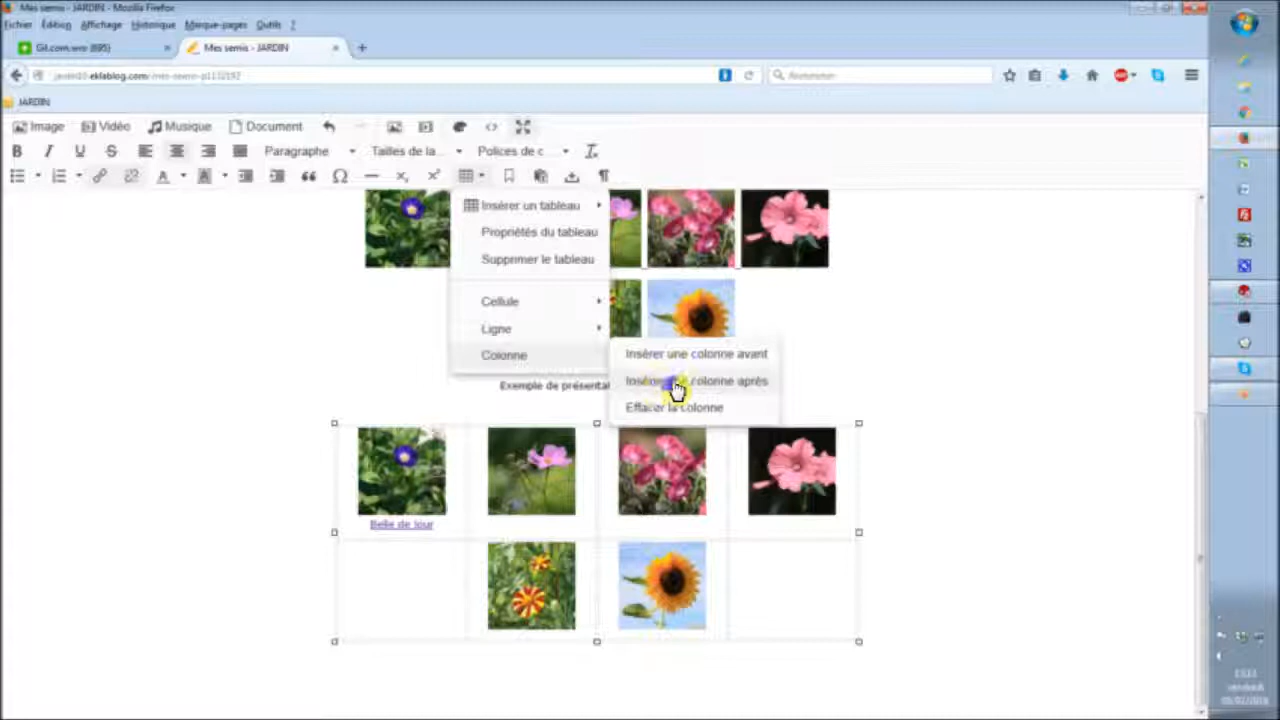 Mes semis - JARDIN - Mozilla Firefox
Fichier Édition Affichage Historique Marque-pages Outils ?
Mes semis - JARDIN
eklablog.com
Rechercher
JARDIN
Image Vidéo Musique Document
B I U S Paragraphe Tailles de la... Polices de c
Insérer un tableau
Propriétés du tableau
Supprimer le tableau
Cellule
Ligne
Colonne
Insérer une colonne avant
colonne après
Effacer la colonne
Exemple de présenta
Belle de Jour